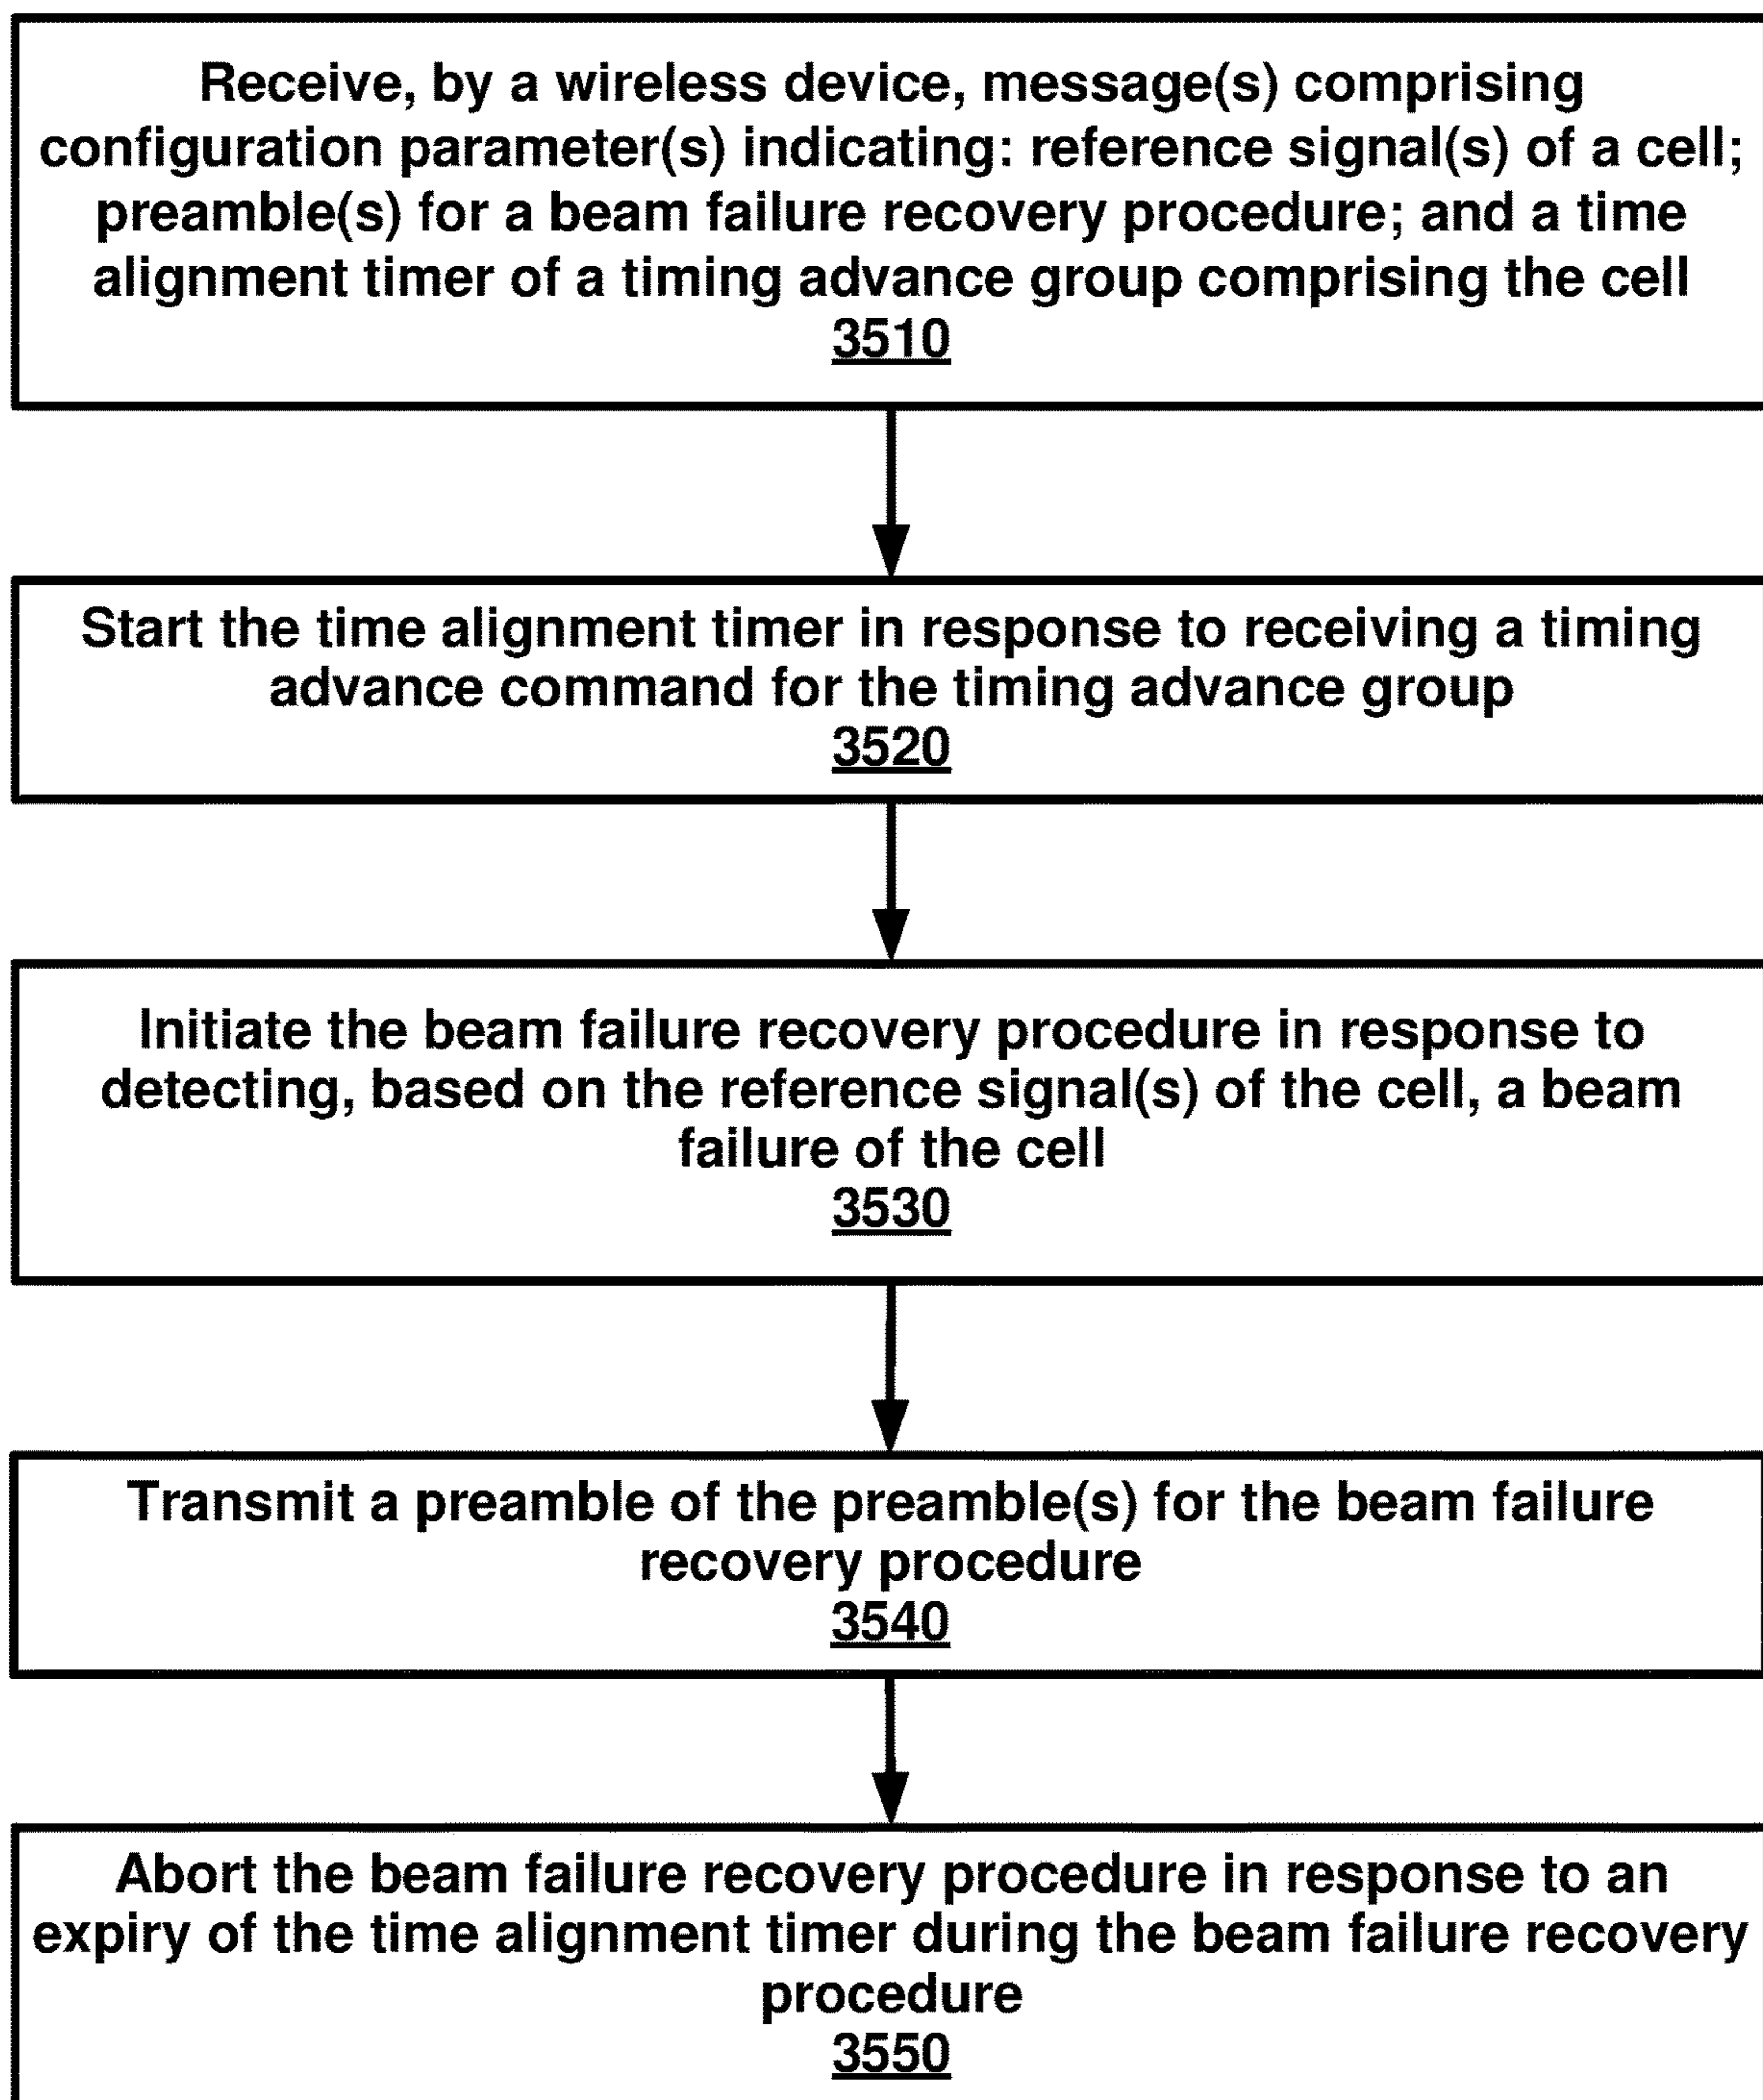 Receive, by a wireless device, message(s) comprising
configuration parameter(s) indicating: reference signal(s) of a cell;
preamble(s) for a beam failure recovery procedure; and a time
alignment timer of a timing advance group comprising the cell
3510
Start the time alignment timer in response to receiving a timing
advance command for the timing advance group
3520
Initiate the beam failure recovery procedure in response to
detecting, based on the reference signal(s) of the cell, a beam
failure of the cell
3530
Transmit a preamble of the preamble(s) for the beam failure
recovery procedure
3540
Abort the beam failure recovery procedure in response to an
expiry of the time alignment timer during the beam failure recovery
procedure
3550